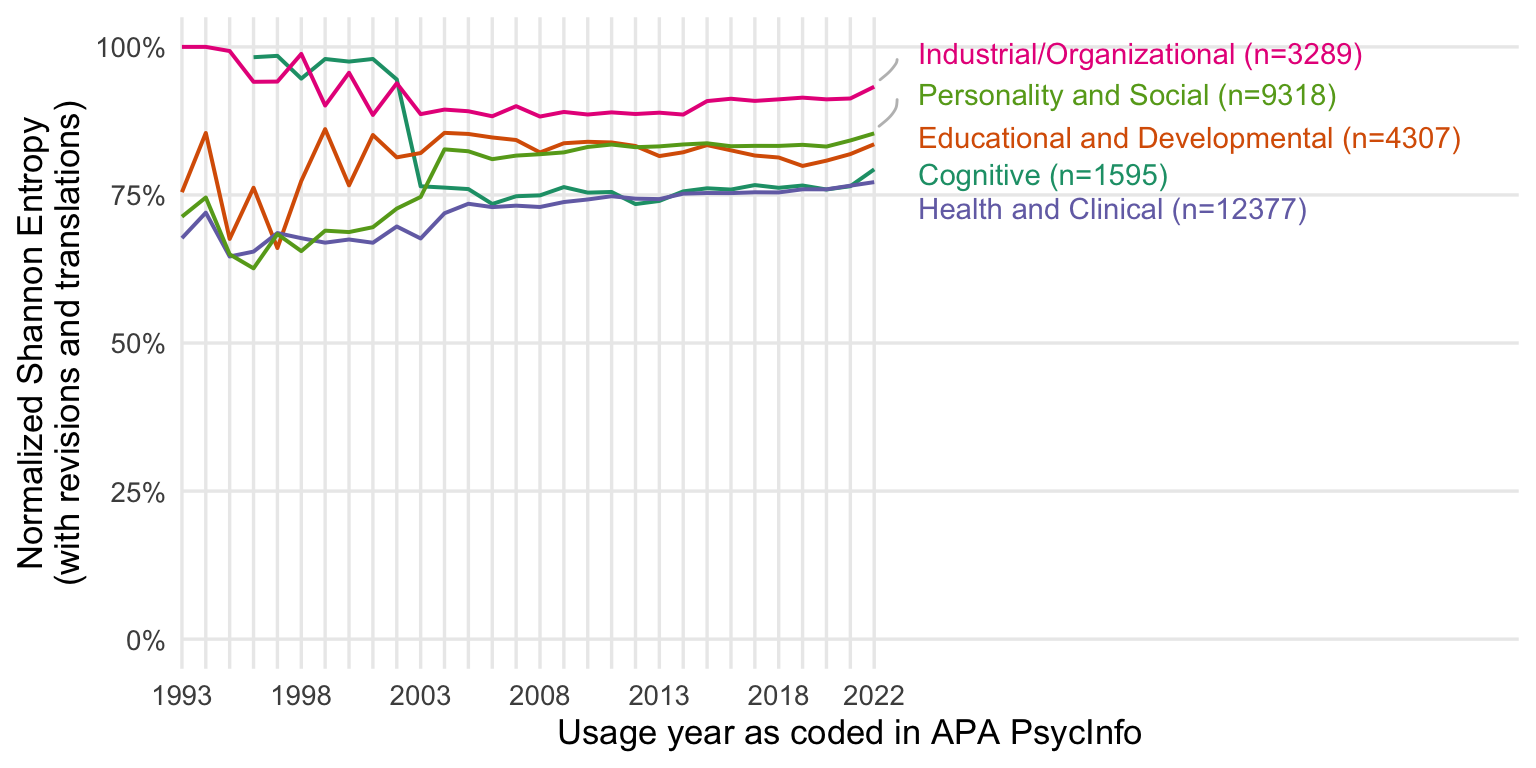 Normalized Shannon Entropy
(with revisions and translations)
100%
75%
50%
25%
0%
Industrial/Organizational (n=3289)
Personality and Social (n=9318)
Educational and Developmental (n=4307)
Cognitive (n=1595)
Health and Clinical (n=12377)
1993 1998 2003 2008 2013 2018 2022
Usage year as coded in APA PsycInfo